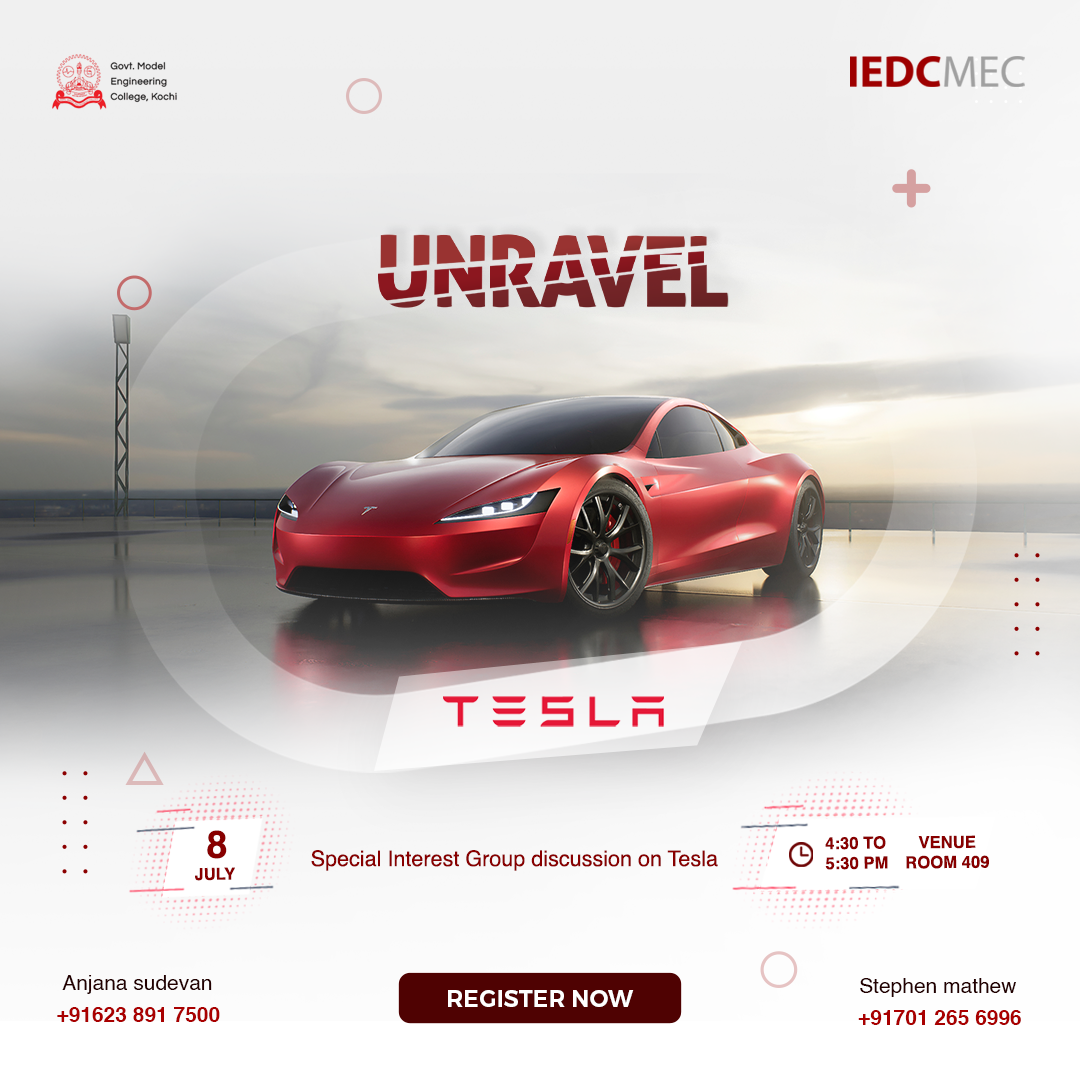 Govt. Model
Engineering
College, Kochi
IEDCMEC
UNRAVEL
TESLA
8
JULY
Special Interest Group discussion on Tesla
4:30 TO
5:30 PM
VENUE
ROOM 409
Anjana sudevan
+91623 891 7500
REGISTER NOW
Stephen mathew
+91701 265 6996